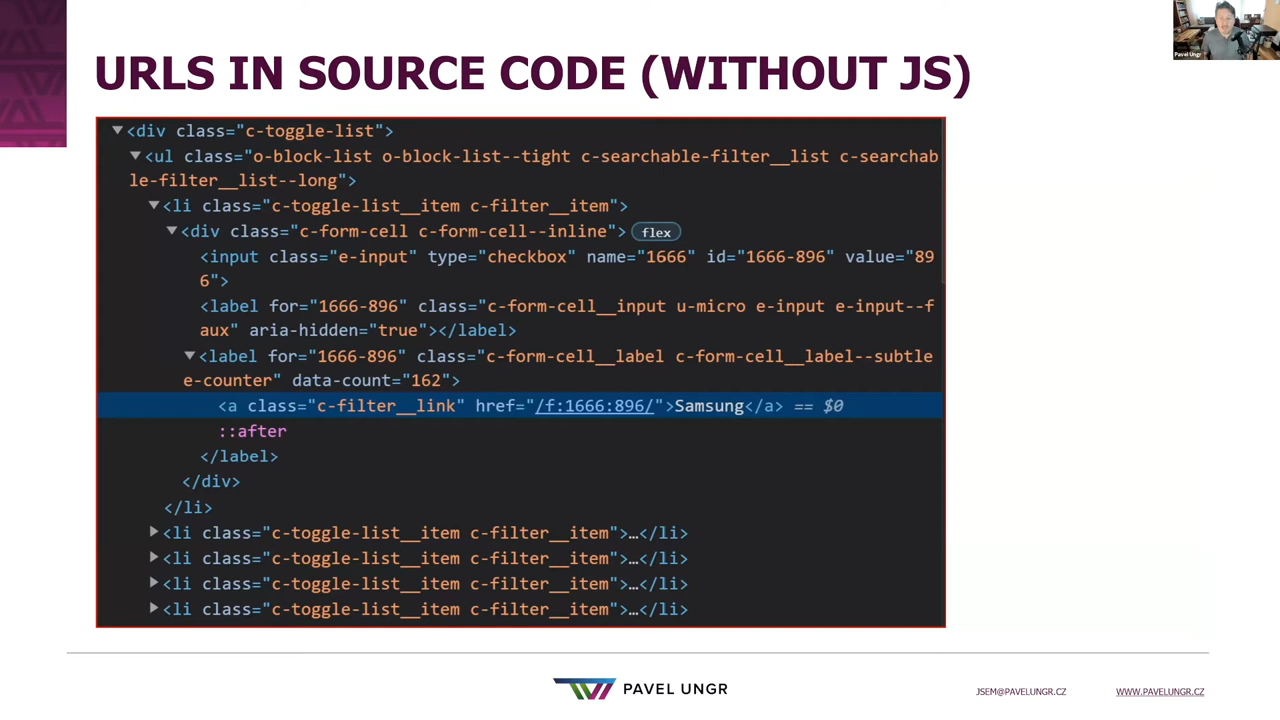 URLS IN SOURCE CODE (WITHOUT JS)
Pavel Ungr
<div class="c-toggle-list">
<ul class="o-block-list o-block-list--tight c-searchable-filter__list c-searchab
le-filter__list--long">
<li class="c-toggle-list__item c-filter__item">
<div class="c-form-cell c-form-cell--inline"> flex
<input class="e-input" type="checkbox" name="1666" id="1666-896" value="89
6">
<label for="1666-896" class="c-form-cell__input u-micro e-input e-input--f
aux" aria-hidden="true"></label>
<label for="1666-896" class="c-form-cell__label c-form-cell__label--subtle
e-counter" data-count="162">
<a class="c-filter__link" href="/f:1666:896/">Samsung</a> == $0
::after
</label>
</div>
</li>
<li class="c-toggle-list__item c-filter__item">…</li>
<li class="c-toggle-list__item c-filter__item">…</li>
<li class="c-toggle-list__item c-filter__item">…</li>
<li class="c-toggle-list__item c-filter__item">…</li>
PAVEL UNGR
JSEM@PAVELUNGR.CZ
WWW.PAVELUNGR.CZ